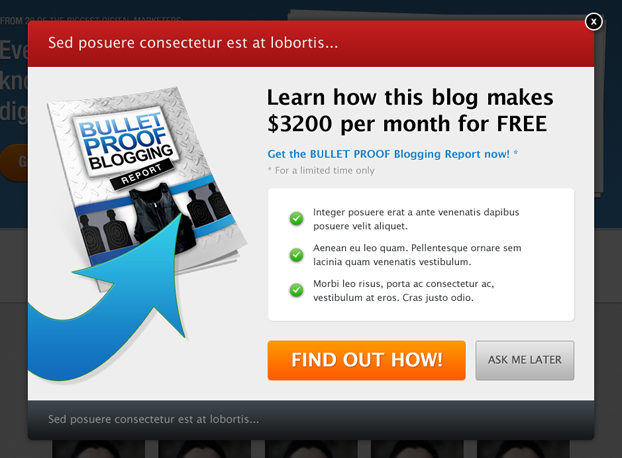 FROM 20 OF THE BIGGEST DIGITAL MARKETERS:
x
Sed posuere consectetur est at lobortis...
Learn how this blog makes
$3200 per month for FREE
Get the BULLET PROOF Blogging Report now! *
* For a limited time only
BULLET
PROOF
BLOGGING
REPORT
Integer posuere erat a ante venenatis dapibus
posuere velit aliquet.
Aenean eu leo quam. Pellentesque ornare sem
lacinia quam venenatis vestibulum.
Morbi leo risus, porta ac consectetur ac,
vestibulum at eros. Cras justo odio.
FIND OUT HOW!
ASK ME LATER
Sed posuere consectetur est at lobortis...